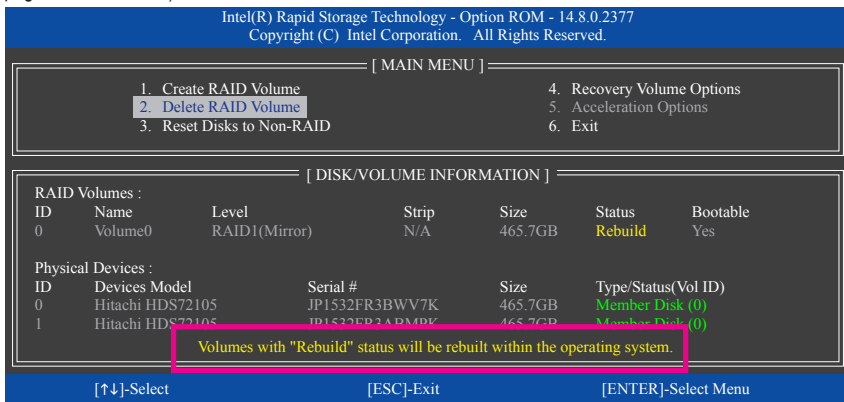 Intel(R) Rapid Storage Technology - Option ROM - 14.8.0.2377
Copyright (C) Intel Corporation. All Rights Reserved.
[ MAIN MENU ]
1. Create RAID Volume 4. Recovery Volume Options
2. Delete RAID Volume 5. Acceleration Options
3. Reset Disks to Non-RAID 6. Exit
[ DISK/VOLUME INFORMATION ]
RAID Volumes :
ID Name Level Strip Size Status Bootable
0 Volume0 RAID1(Mirror) N/A 465.7GB Rebuild Yes
Physical Devices :
ID Devices Model Serial # Size Type/Status(Vol ID)
0 Hitachi HDS72105 JP1532FR3BWV7K 465.7GB Member Disk (0)
1 Hitachi HDS72105 JP1532FR3ABMPK 465.7GB Member Disk (0)
Volumes with "Rebuild" status will be rebuilt within the operating system.
[↑↓]-Select [ESC]-Exit [ENTER]-Select Menu